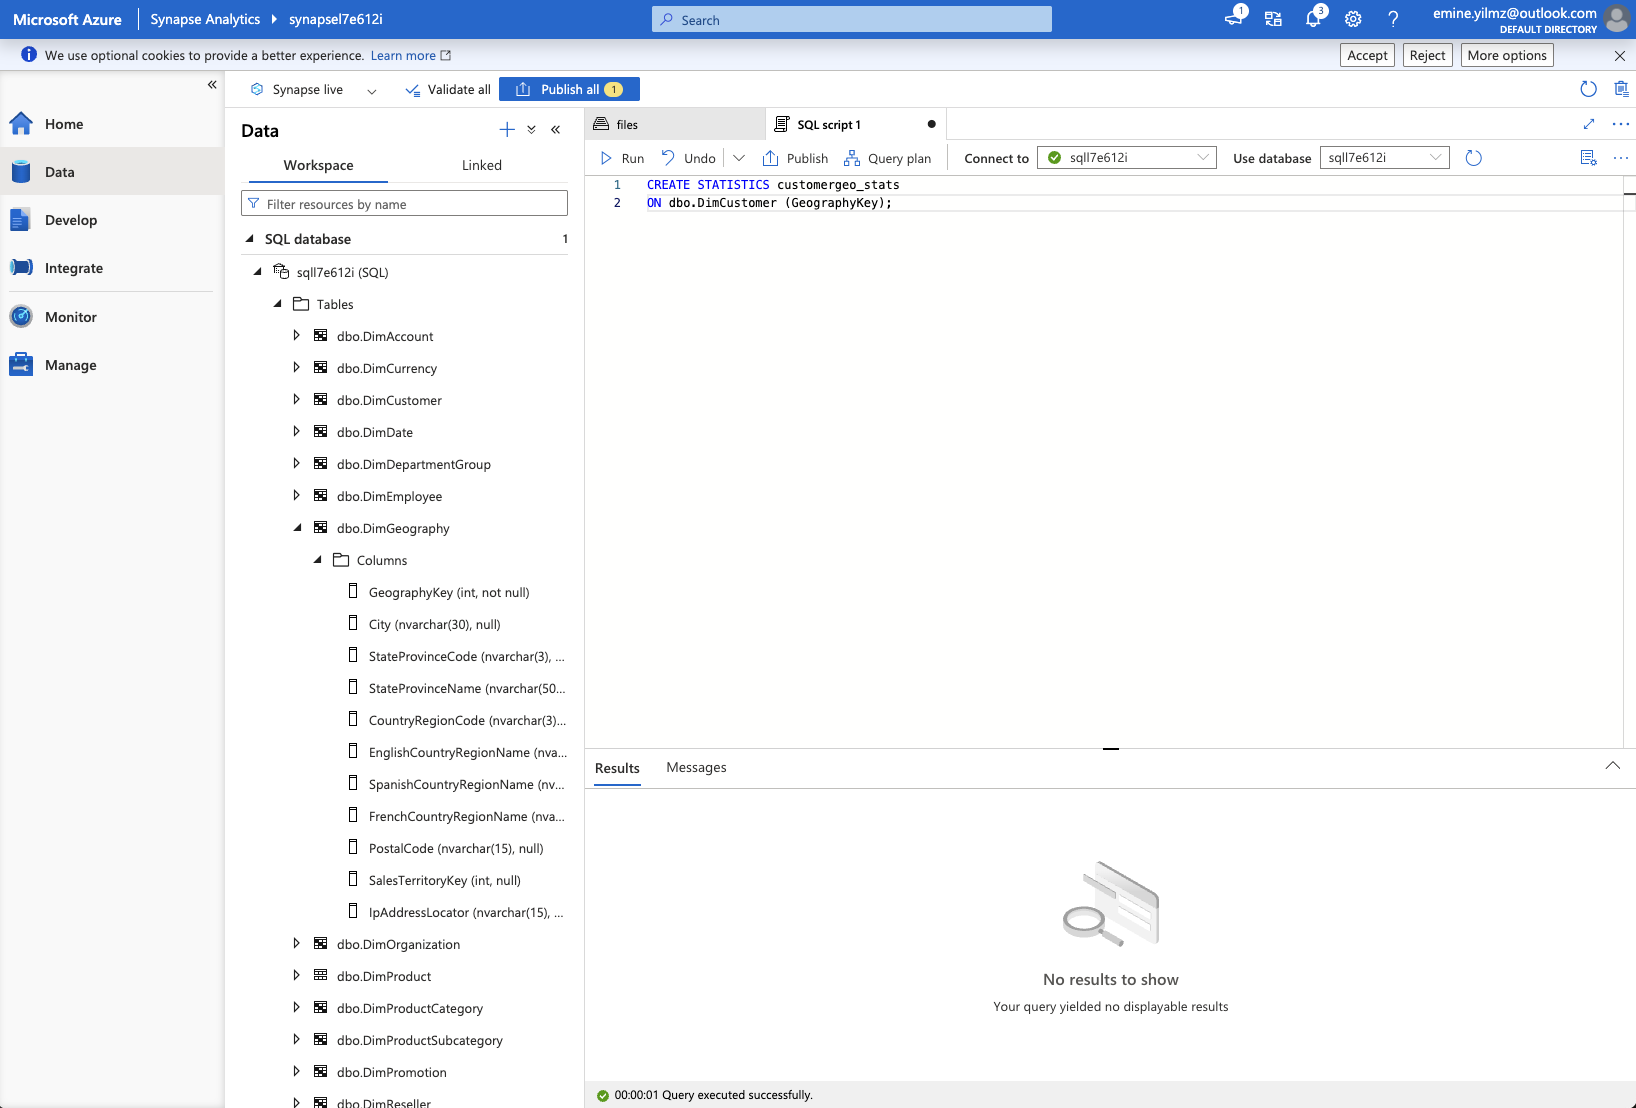 Microsoft Azure
Synapse Analytics
synapsel7e612i
Search
1
3
emine.yilmz@outlook.com
DEFAULT DIRECTORY
We use optional cookies to provide a better experience. Learn more
Accept
Reject
More options
Home
Data
Develop
Integrate
Monitor
Manage
Synapse live
Validate all
Publish all 1
Data
Workspace
Linked
Filter resources by name
SQL database 1
sqll7e612i (SQL)
Tables
dbo.DimAccount
dbo.DimCurrency
dbo.DimCustomer
dbo.DimDate
dbo.DimDepartmentGroup
dbo.DimEmployee
dbo.DimGeography
Columns
GeographyKey (int, not null)
City (nvarchar(30), null)
StateProvinceCode (nvarchar(3), ...
StateProvinceName (nvarchar(50...
CountryRegionCode (nvarchar(3)...
EnglishCountryRegionName (nva...
SpanishCountryRegionName (nv...
FrenchCountryRegionName (nva...
PostalCode (nvarchar(15), null)
SalesTerritoryKey (int, null)
IpAddressLocator (nvarchar(15), ...
dbo.DimOrganization
dbo.DimProduct
dbo.DimProductCategory
dbo.DimProductSubcategory
dbo.DimPromotion
dbo.DimReseller
files
SQL script 1
Run
Undo
Publish
Query plan
Connect to
sqll7e612i
Use database
sqll7e612i
1 CREATE STATISTICS customergeo_stats
2 ON dbo.DimCustomer (GeographyKey);
Results
Messages
No results to show
Your query yielded no displayable results
00:00:01 Query executed successfully.